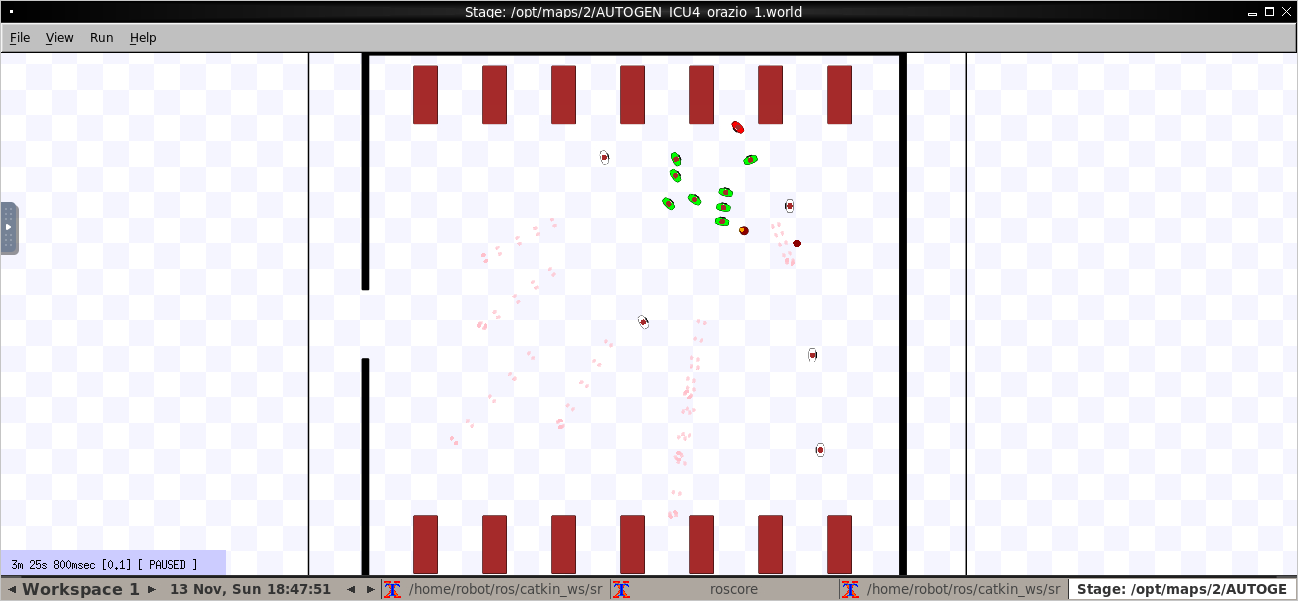 Stage: /opt/maps/2/AUTOGEN_ICU4_orazio_1.world
File View Run Help
3m 25s 800msec [0.1] [ PAUSED ]
Workspace 1 13 Nov, Sun 18:47:51 /home/robot/ros/catkin_ws/sr roscore /home/robot/ros/catkin_ws/sr Stage: /opt/maps/2/AUTOGE